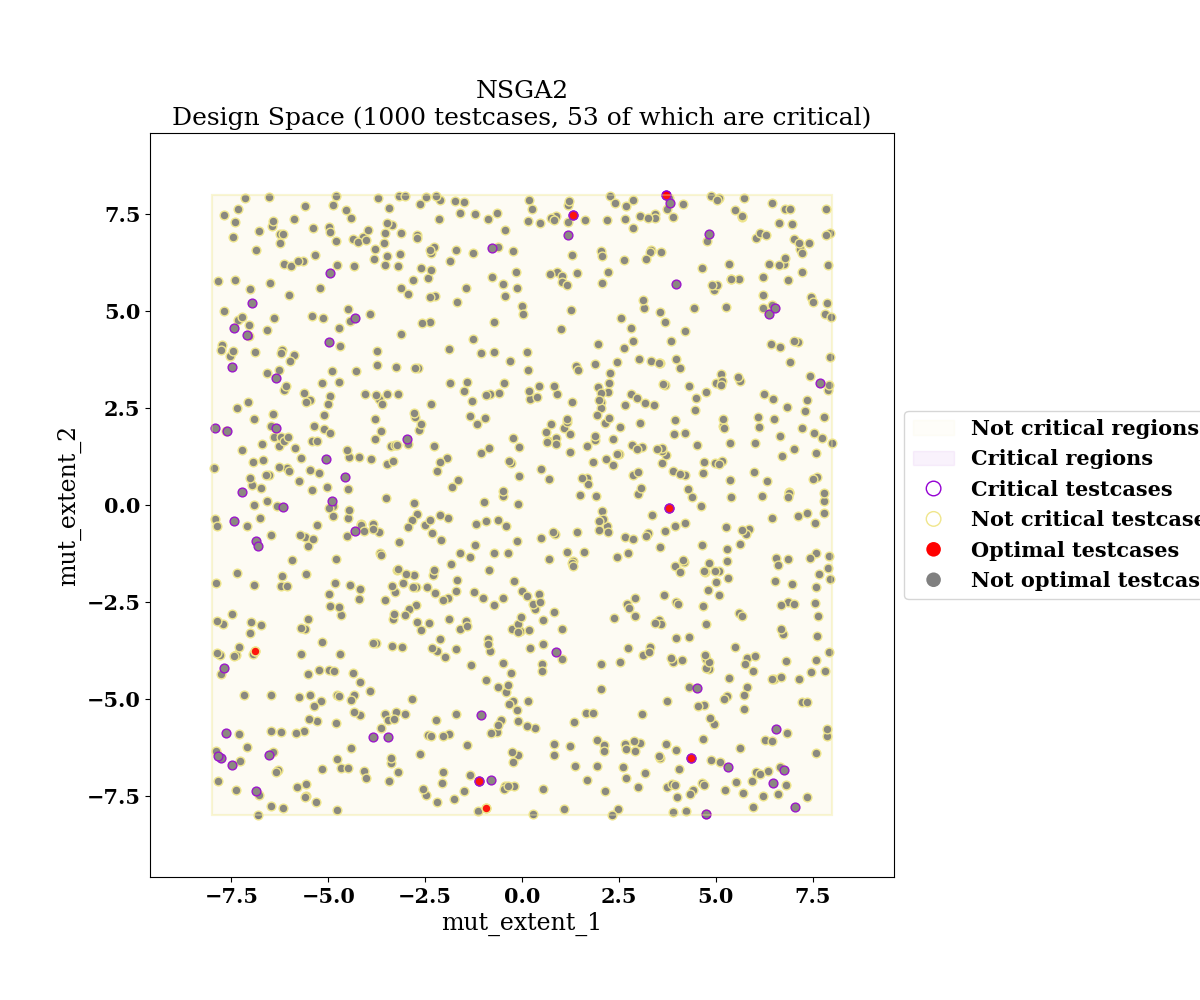 NSGA2
Design Space (1000 testcases, 53 of which are critical)
mut_extent_2
7.5
5.0
2.5
0.0
−2.5
−5.0
−7.5
−7.5 −5.0 −2.5 0.0 2.5 5.0 7.5
mut_extent_1
Not critical regions
Critical regions
Critical testcases
Not critical testcase
Optimal testcases
Not optimal testcas